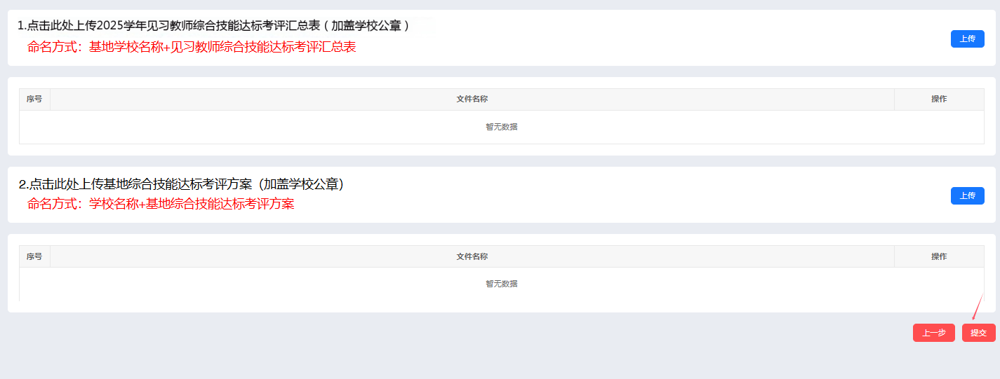 1.点击此处上传2025学年见习教师综合技能达标考评汇总表（加盖学校公章）
命名方式：基地学校名称+见习教师综合技能达标考评汇总表
上传
序号 文件名称 操作
暂无数据
2.点击此处上传基地综合技能达标考评方案（加盖学校公章）
命名方式：学校名称+基地综合技能达标考评方案
上传
序号 文件名称 操作
暂无数据
上一步 提交